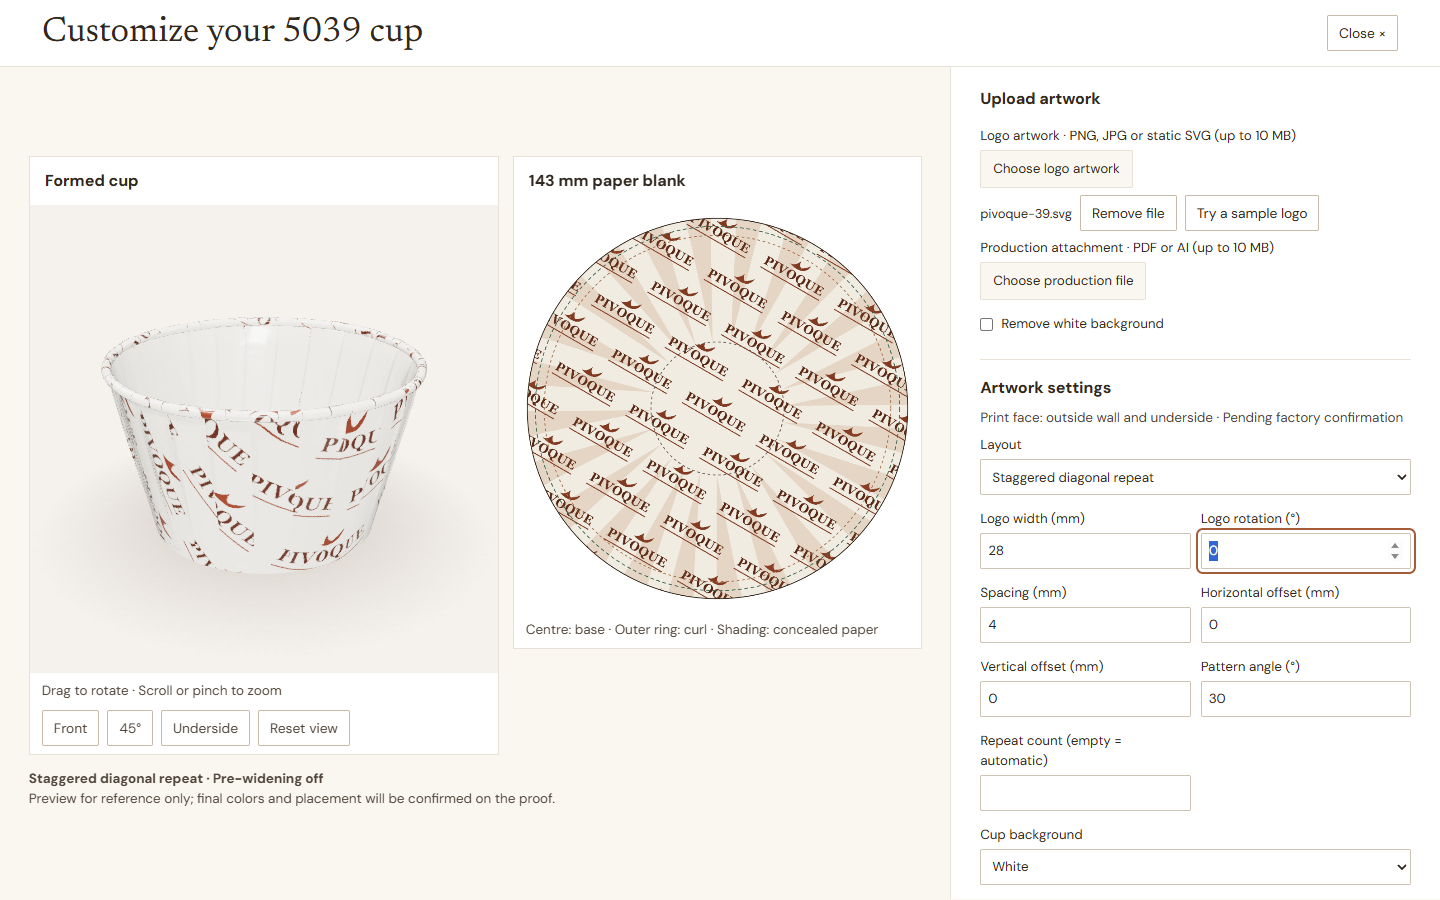 Customize your 5039 cup
Close ×
Formed cup
PIVOQUE
Drag to rotate · Scroll or pinch to zoom
Front
45°
Underside
Reset view
143 mm paper blank
PIVOQUE
Centre: base · Outer ring: curl · Shading: concealed paper
Staggered diagonal repeat · Pre-widening off
Preview for reference only; final colors and placement will be confirmed on the proof.
Upload artwork
Logo artwork · PNG, JPG or static SVG (up to 10 MB)
Choose logo artwork
pivoque-39.svg
Remove file
Try a sample logo
Production attachment · PDF or AI (up to 10 MB)
Choose production file
Remove white background
Artwork settings
Print face: outside wall and underside · Pending factory confirmation
Layout
Staggered diagonal repeat
Logo width (mm)
28
Logo rotation (°)
0
Spacing (mm)
4
Horizontal offset (mm)
0
Vertical offset (mm)
0
Pattern angle (°)
30
Repeat count (empty =
automatic)
Cup background
White